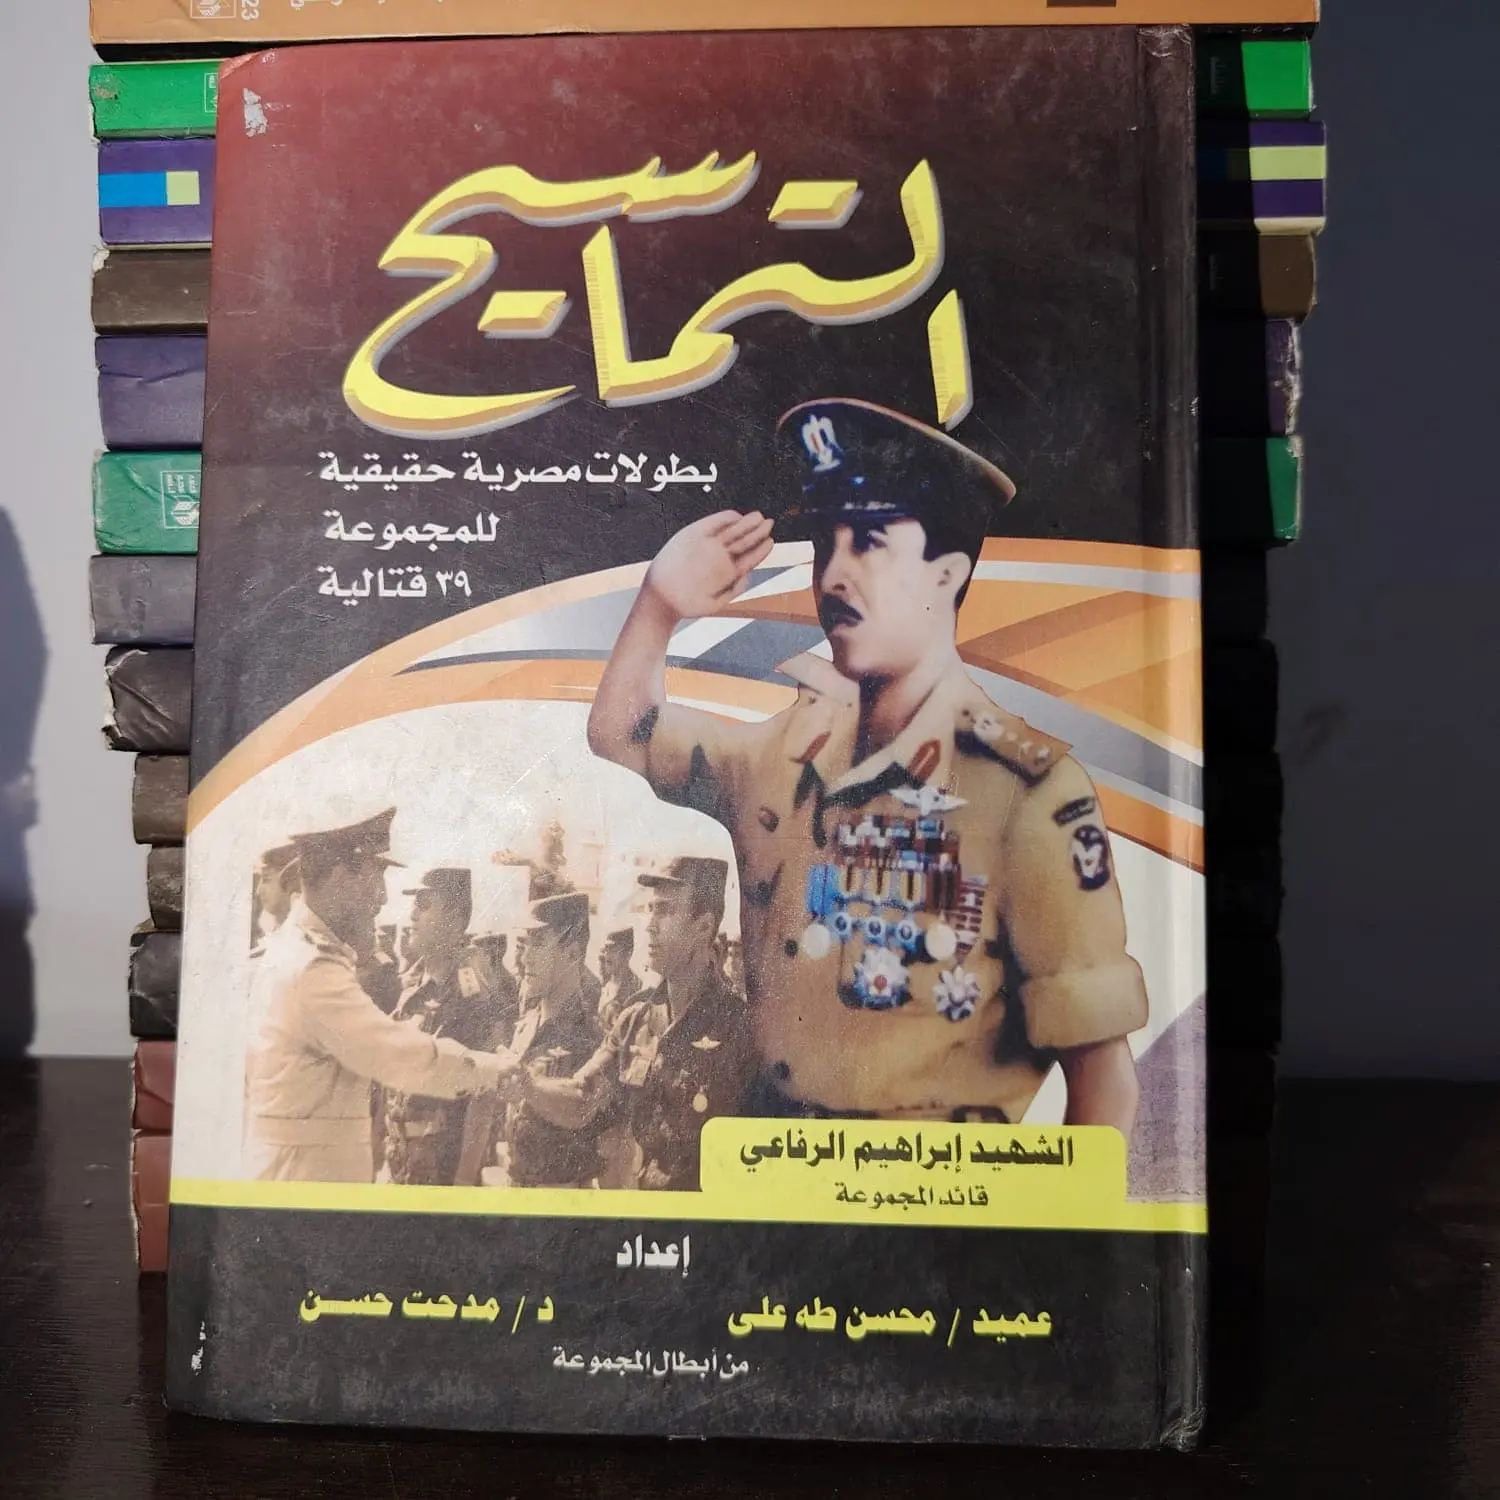 التماسيح
بطولات مصرية حقيقية
للمجموعة
٣٩ قتالية
الشهيد إبراهيم الرفاعي
قائد المجموعة
إعداد
عميد / محسن طه على
د / مدحت حسن
من أبطال المجموعة
23